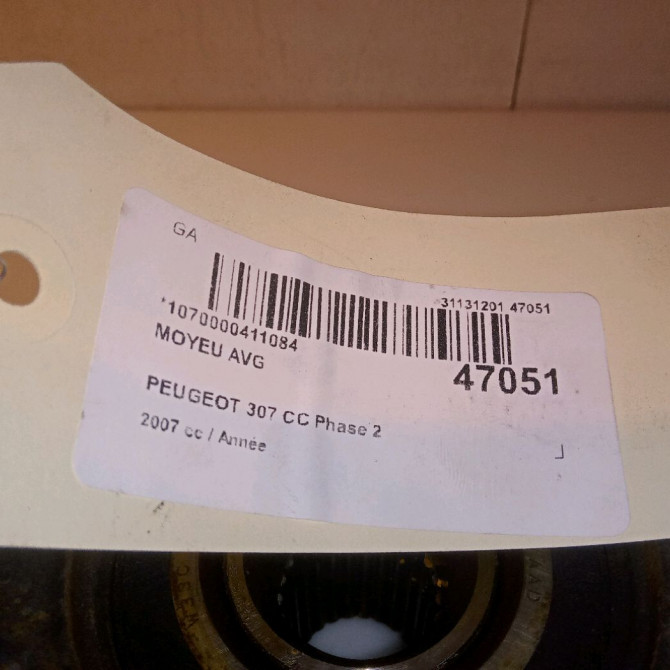 GA
31131201 47051
*1070000411084
MOYEU AVG
47051
PEUGEOT 307 CC Phase 2
2007 cc / Année